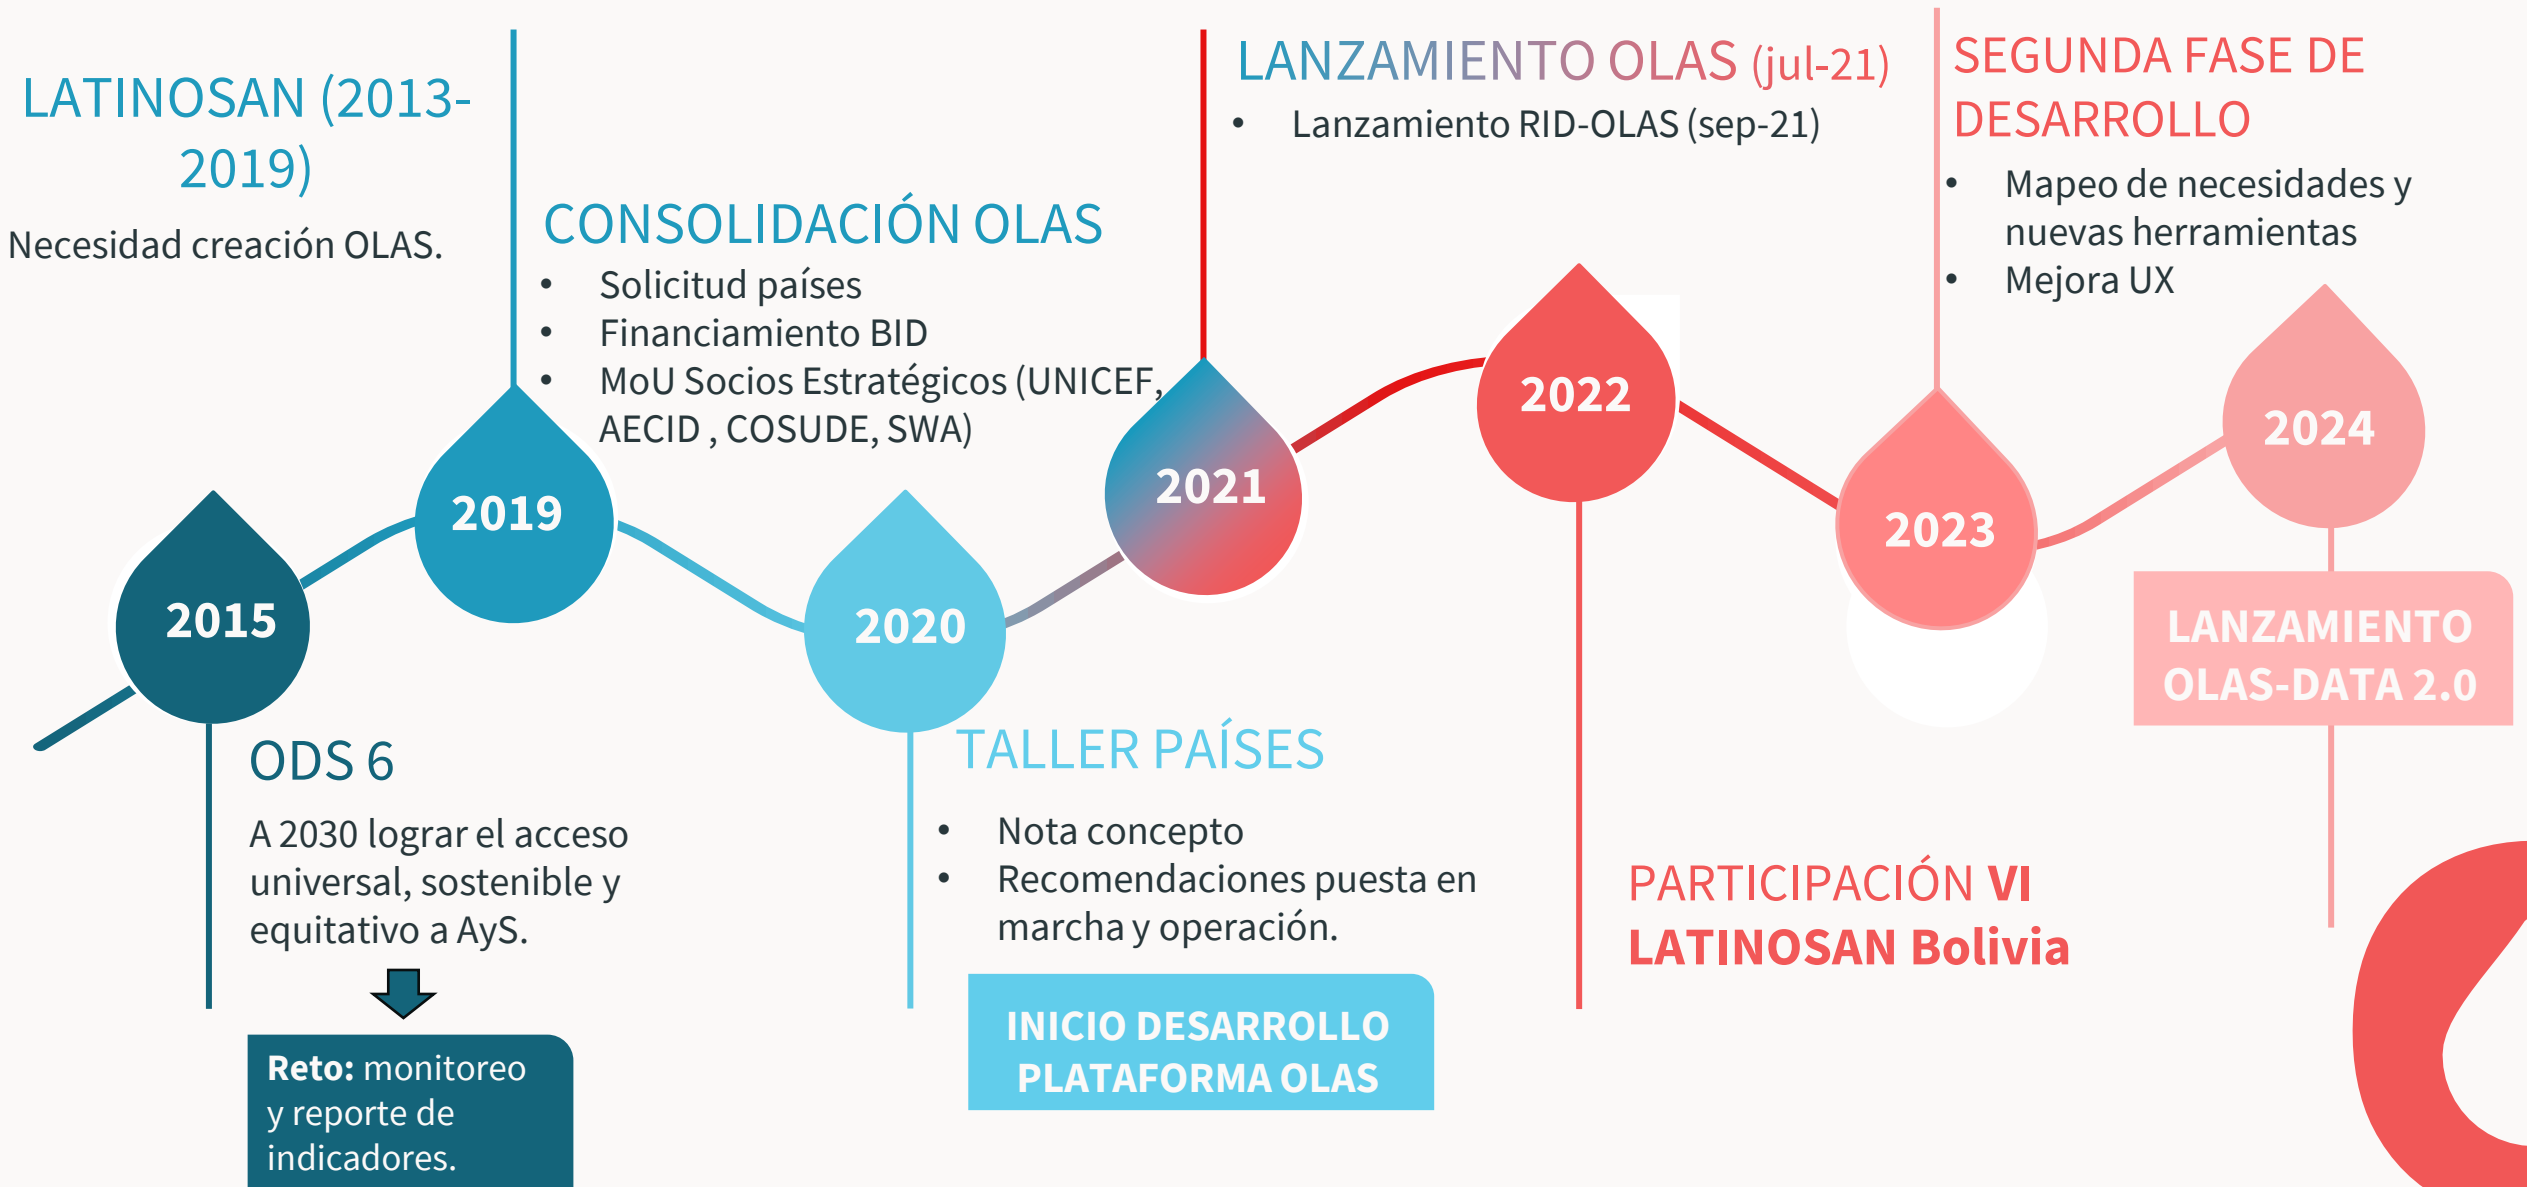 LATINOSAN (2013-
2019)
Necesidad creación OLAS.
2015
ODS 6
A 2030 lograr el acceso
universal, sostenible y
equitativo a AyS.
Reto: monitoreo
y reporte de
indicadores.
2019
CONSOLIDACIÓN OLAS
• Solicitud países
• Financiamiento BID
• MoU Socios Estratégicos (UNICEF,
AECID , COSUDE, SWA)
2020
TALLER PAÍSES
• Nota concepto
• Recomendaciones puesta en
marcha y operación.
INICIO DESARROLLO
PLATAFORMA OLAS
2021
LANZAMIENTO OLAS (jul-21)
• Lanzamiento RID-OLAS (sep-21)
2022
PARTICIPACIÓN VI
LATINOSAN Bolivia
2023
SEGUNDA FASE DE
DESARROLLO
• Mapeo de necesidades y
nuevas herramientas
• Mejora UX
2024
LANZAMIENTO
OLAS-DATA 2.0